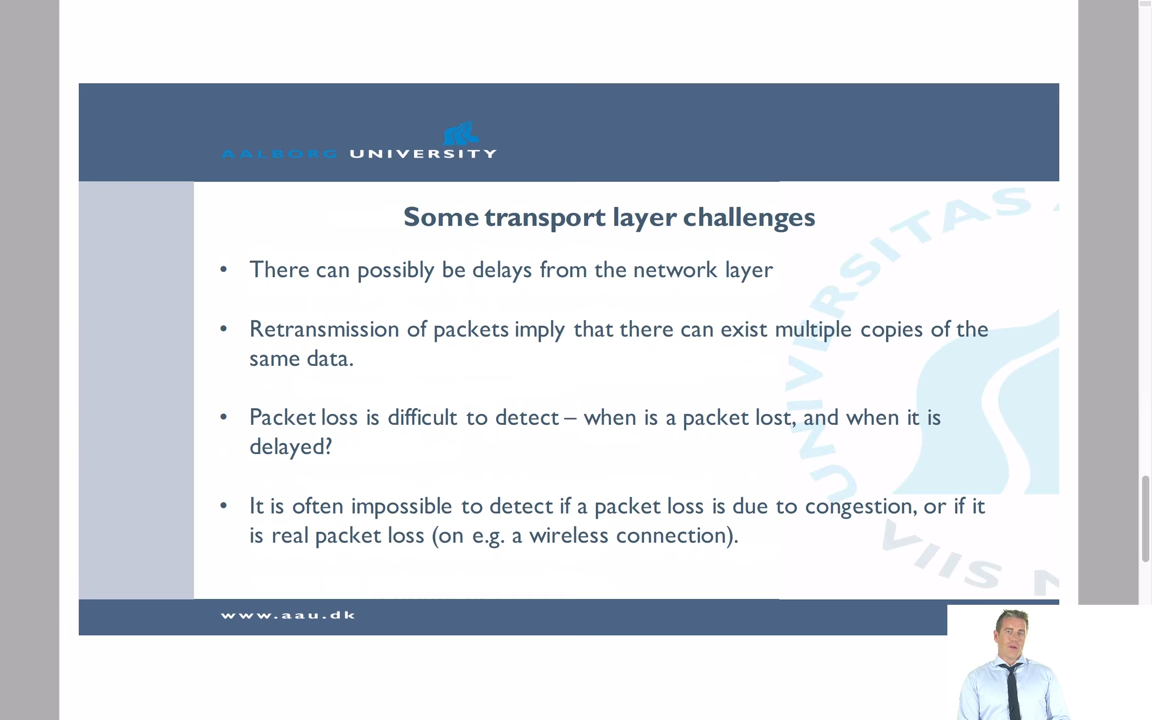 AALBORG UNIVERSITY
Some transport layer challenges
• There can possibly be delays from the network layer
• Retransmission of packets imply that there can exist multiple copies of the
same data.
• Packet loss is difficult to detect – when is a packet lost, and when it is
delayed?
• It is often impossible to detect if a packet loss is due to congestion, or if it
is real packet loss (on e.g. a wireless connection).
UNIVERSITAS A
VIIS N
www.aau.dk